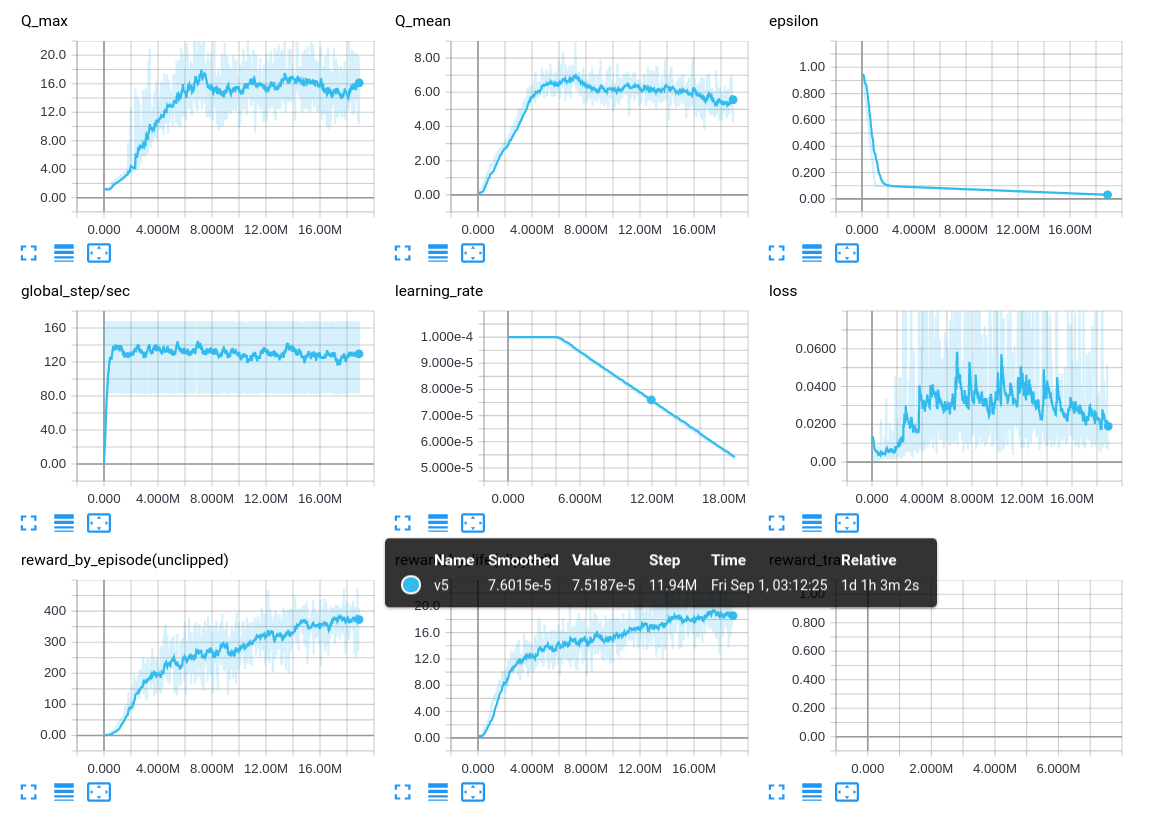 Q_max
20.0
16.0
12.0
8.00
4.00
0.00
0.000 4.000M 8.000M 12.00M 16.00M
Q_mean
8.00
6.00
4.00
2.00
0.00
0.000 4.000M 8.000M 12.00M 16.00M
epsilon
1.00
0.800
0.600
0.400
0.200
0.00
0.000 4.000M 8.000M 12.00M 16.00M
global_step/sec
160
120
80.0
40.0
0.00
0.000 4.000M 8.000M 12.00M 16.00M
learning_rate
1.000e-4
9.000e-5
8.000e-5
7.000e-5
6.000e-5
5.000e-5
0.000 6.000M 12.00M 18.00M
loss
0.0600
0.0400
0.0200
0.00
0.000 4.000M 8.000M 12.00M 16.00M
Name Smoothed Value Step Time Relative
v5 7.6015e-5 7.5187e-5 11.94M Fri Sep 1, 03:12:25 1d 1h 3m 2s
reward_by_episode(unclipped)
400
300
200
100
0.00
0.000 4.000M 8.000M 12.00M 16.00M
20.0
16.0
12.0
8.00
4.00
0.00
0.000 4.000M 8.000M 12.00M 16.00M
reward_tra
1.00
0.800
0.600
0.400
0.200
0.00
0.000 2.000M 4.000M 6.000M